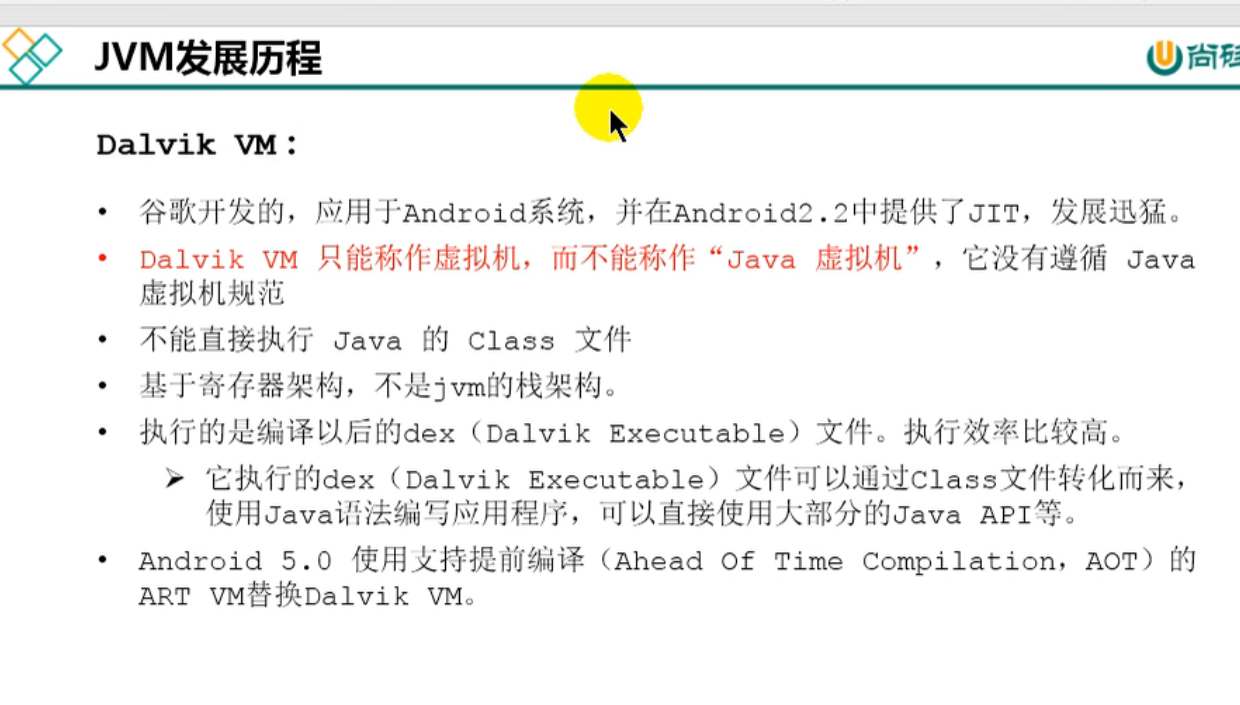 JVM发展历程
尚硅
Dalvik VM：
• 谷歌开发的，应用于Android系统，并在Android2.2中提供了JIT，发展迅猛。
• Dalvik VM 只能称作虚拟机，而不能称作“Java 虚拟机”，它没有遵循 Java
虚拟机规范
• 不能直接执行 Java 的 Class 文件
• 基于寄存器架构，不是jvm的栈架构。
• 执行的是编译以后的dex（Dalvik Executable）文件。执行效率比较高。
➢ 它执行的dex（Dalvik Executable）文件可以通过Class文件转化而来，
使用Java语法编写应用程序，可以直接使用大部分的Java API等。
• Android 5.0 使用支持提前编译（Ahead Of Time Compilation，AOT）的
ART VM替换Dalvik VM。